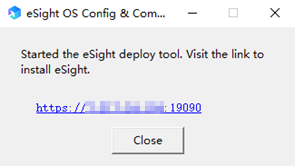 eSight OS Config & Com...
Started the eSight deploy tool. Visit the link to
install eSight.
https:// :19090
Close